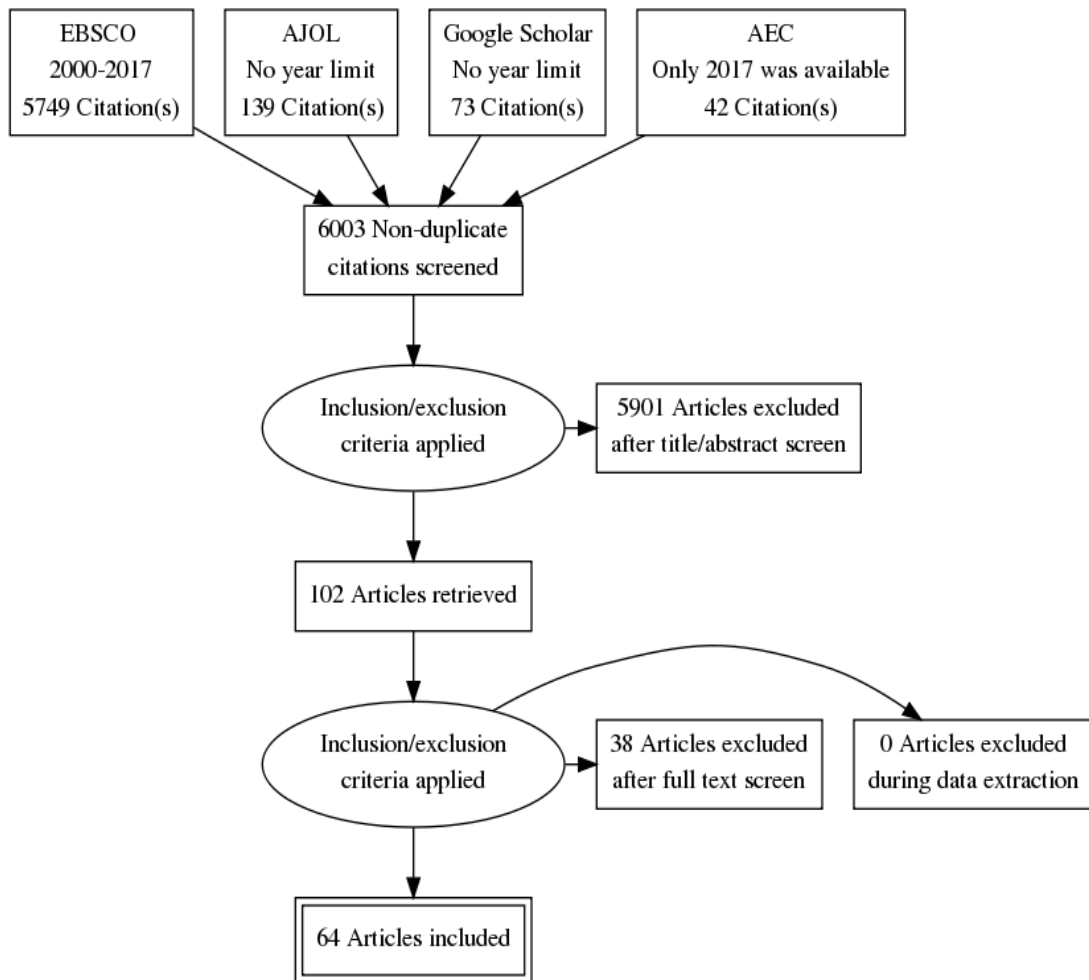 EBSCO
2000-2017
5749 Citation(s)
AJOL
No year limit
139 Citation(s)
Google Scholar
No year limit
73 Citation(s)
AEC
Only 2017 was available
42 Citation(s)
6003 Non-duplicate
citations screened
Inclusion/exclusion
criteria applied
5901 Articles excluded
after title/abstract screen
102 Articles retrieved
Inclusion/exclusion
criteria applied
38 Articles excluded
after full text screen
0 Articles excluded
during data extraction
64 Articles included